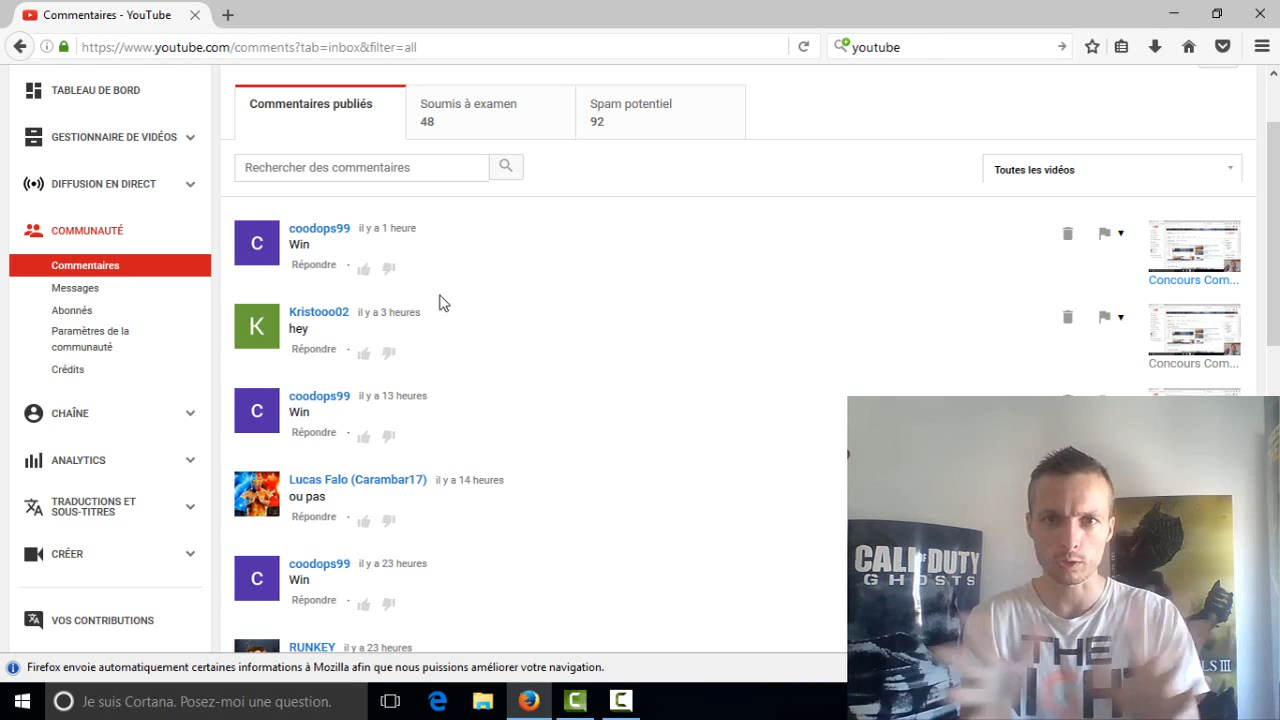 Commentaires - YouTube
https://www.youtube.com/comments?tab=inbox&filter=all
youtube
TABLEAU DE BORD
GESTIONNAIRE DE VIDÉOS
DIFFUSION EN DIRECT
COMMUNAUTÉ
Commentaires
Messages
Abonnés
Paramètres de la
communauté
Crédits
CHAÎNE
ANALYTICS
TRADUCTIONS ET
SOUS-TITRES
CRÉER
VOS CONTRIBUTIONS
Commentaires publiés
Soumis à examen
48
Spam potentiel
92
Rechercher des commentaires
Toutes les vidéos
C
coodops99 il y a 1 heure
Win
Répondre
Concours Com...
K
Kristooo02 il y a 3 heures
hey
Répondre
Concours Com...
C
coodops99 il y a 13 heures
Win
Répondre
Lucas Falo (Carambar17) il y a 14 heures
ou pas
Répondre
C
coodops99 il y a 23 heures
Win
Répondre
RUNKEY il y a 23 heures
CALL OF DUTY
GHOSTS
THE
Firefox envoie automatiquement certaines informations à Mozilla afin que nous puissions améliorer votre navigation.
Je suis Cortana. Posez-moi une question.